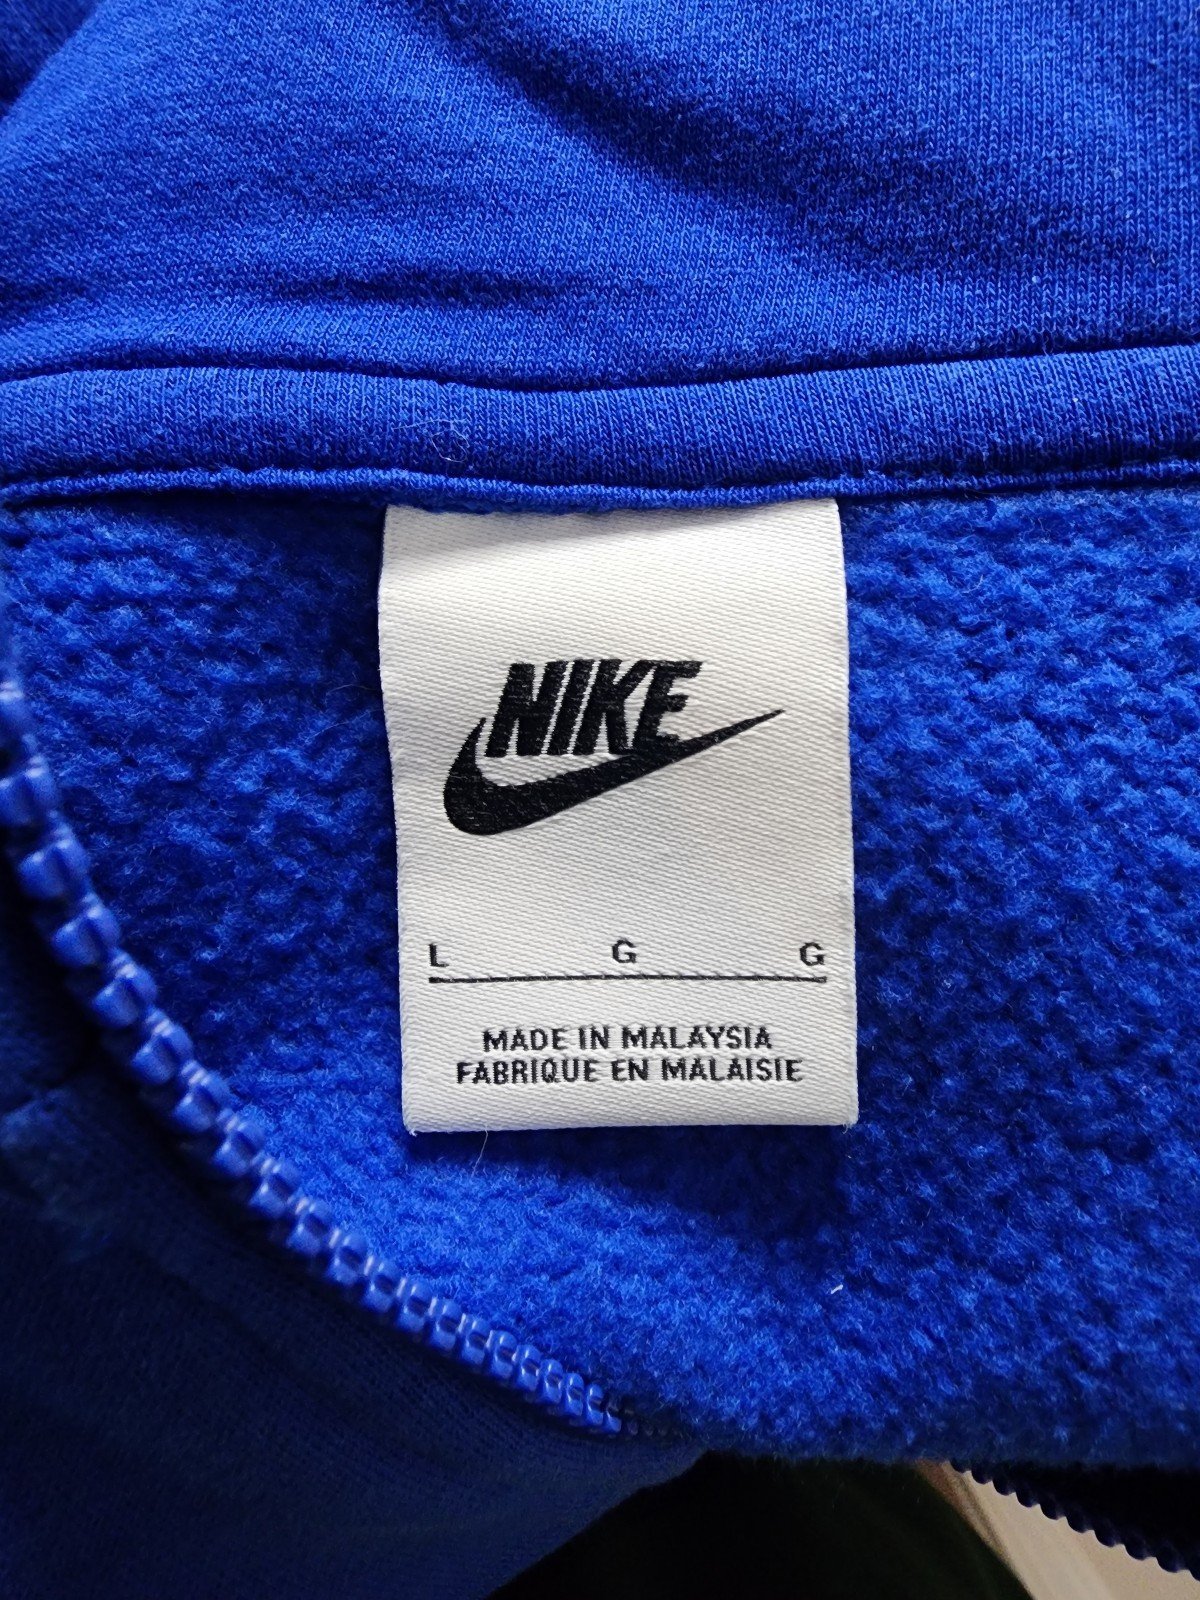 NIKE
L G G
MADE IN MALAYSIA
FABRIQUE EN MALAISIE